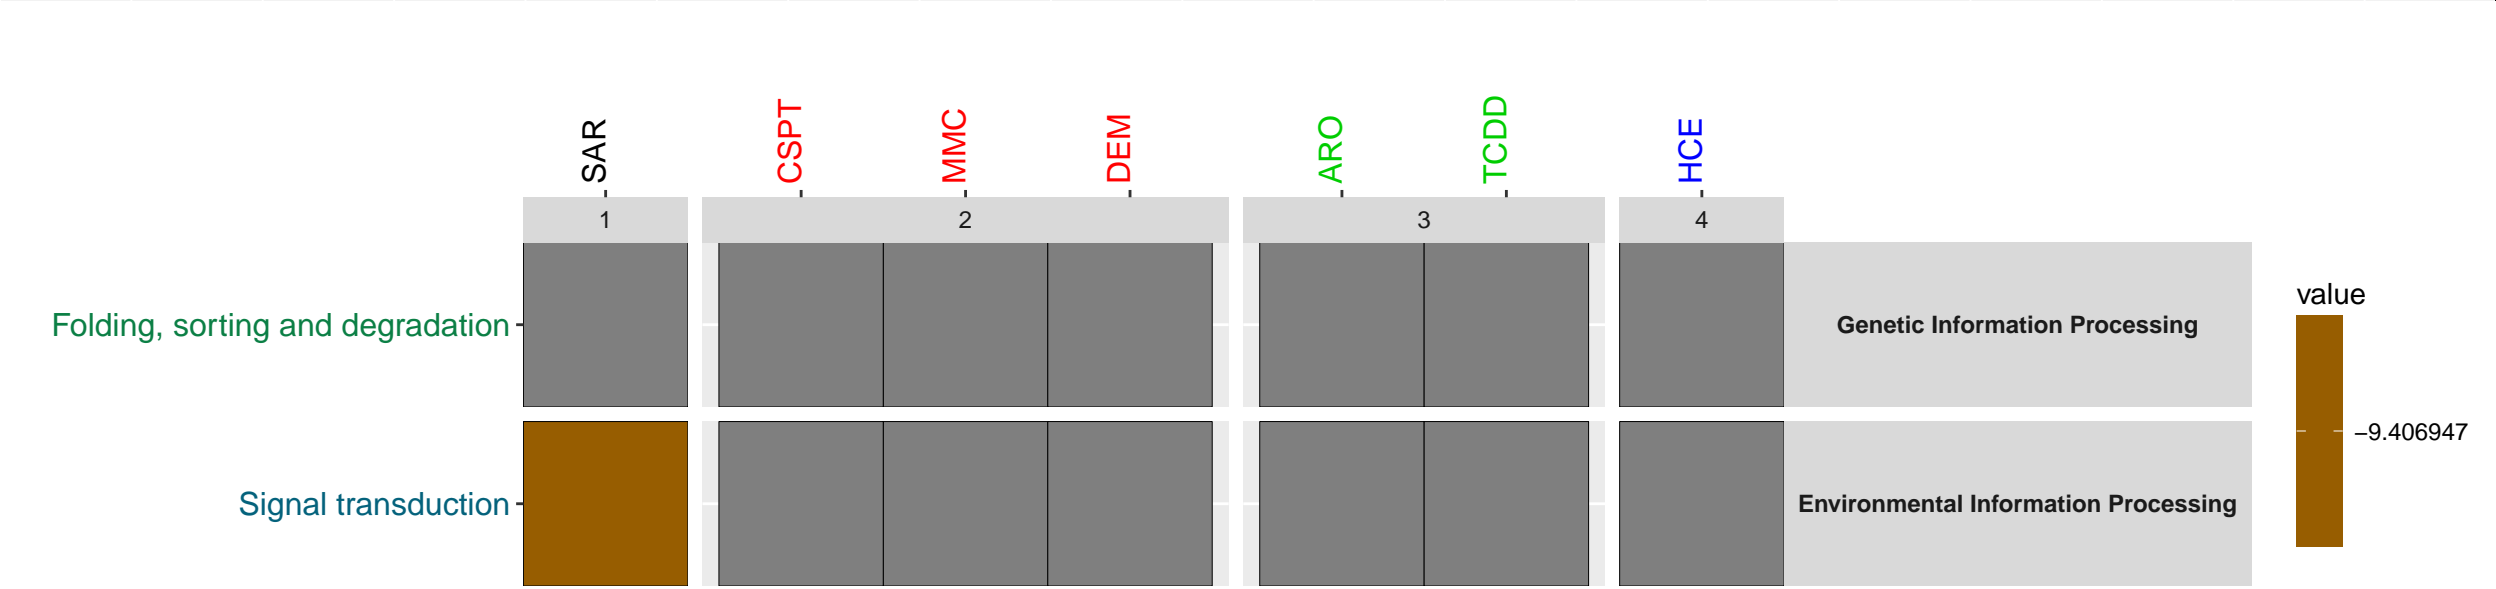 SAR
CSPT
MMC
DEM
ARO
TCDD
HCE
1
2
3
4
Folding, sorting and degradation
Genetic Information Processing
Signal transduction
Environmental Information Processing
value
−9.406947